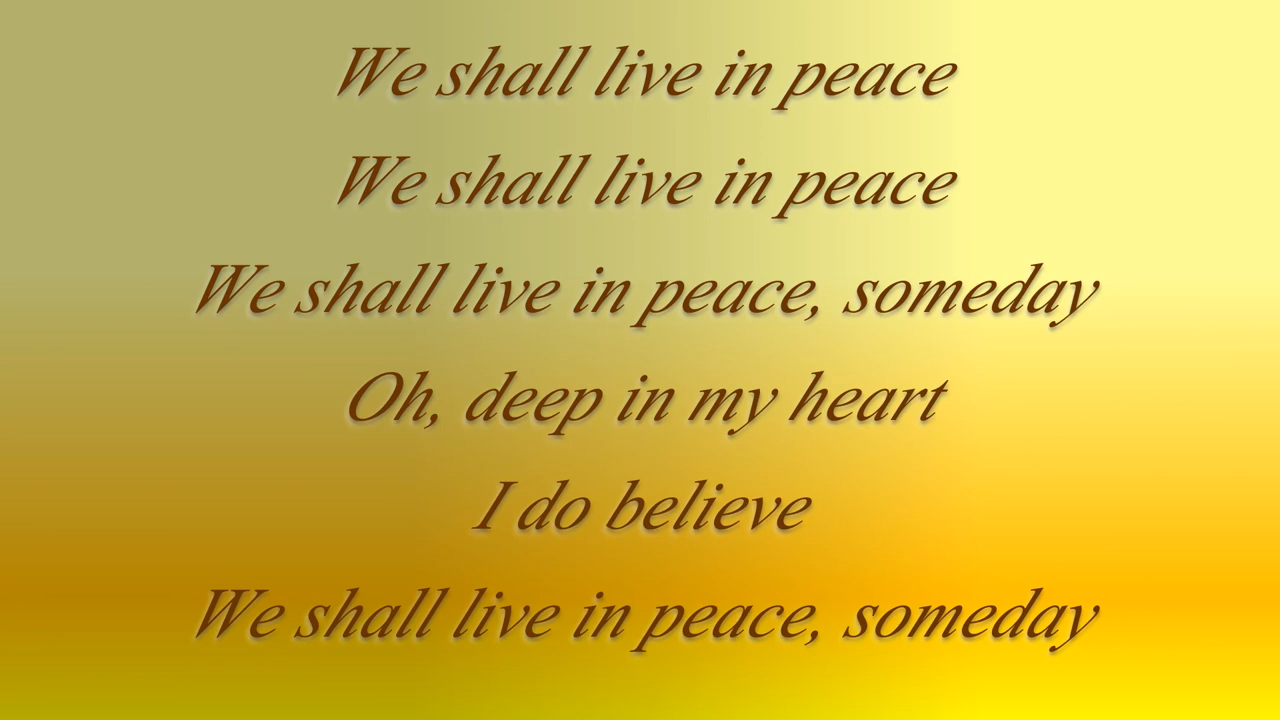 We shall live in peace
We shall live in peace
We shall live in peace, someday
Oh, deep in my heart
I do believe
We shall live in peace, someday